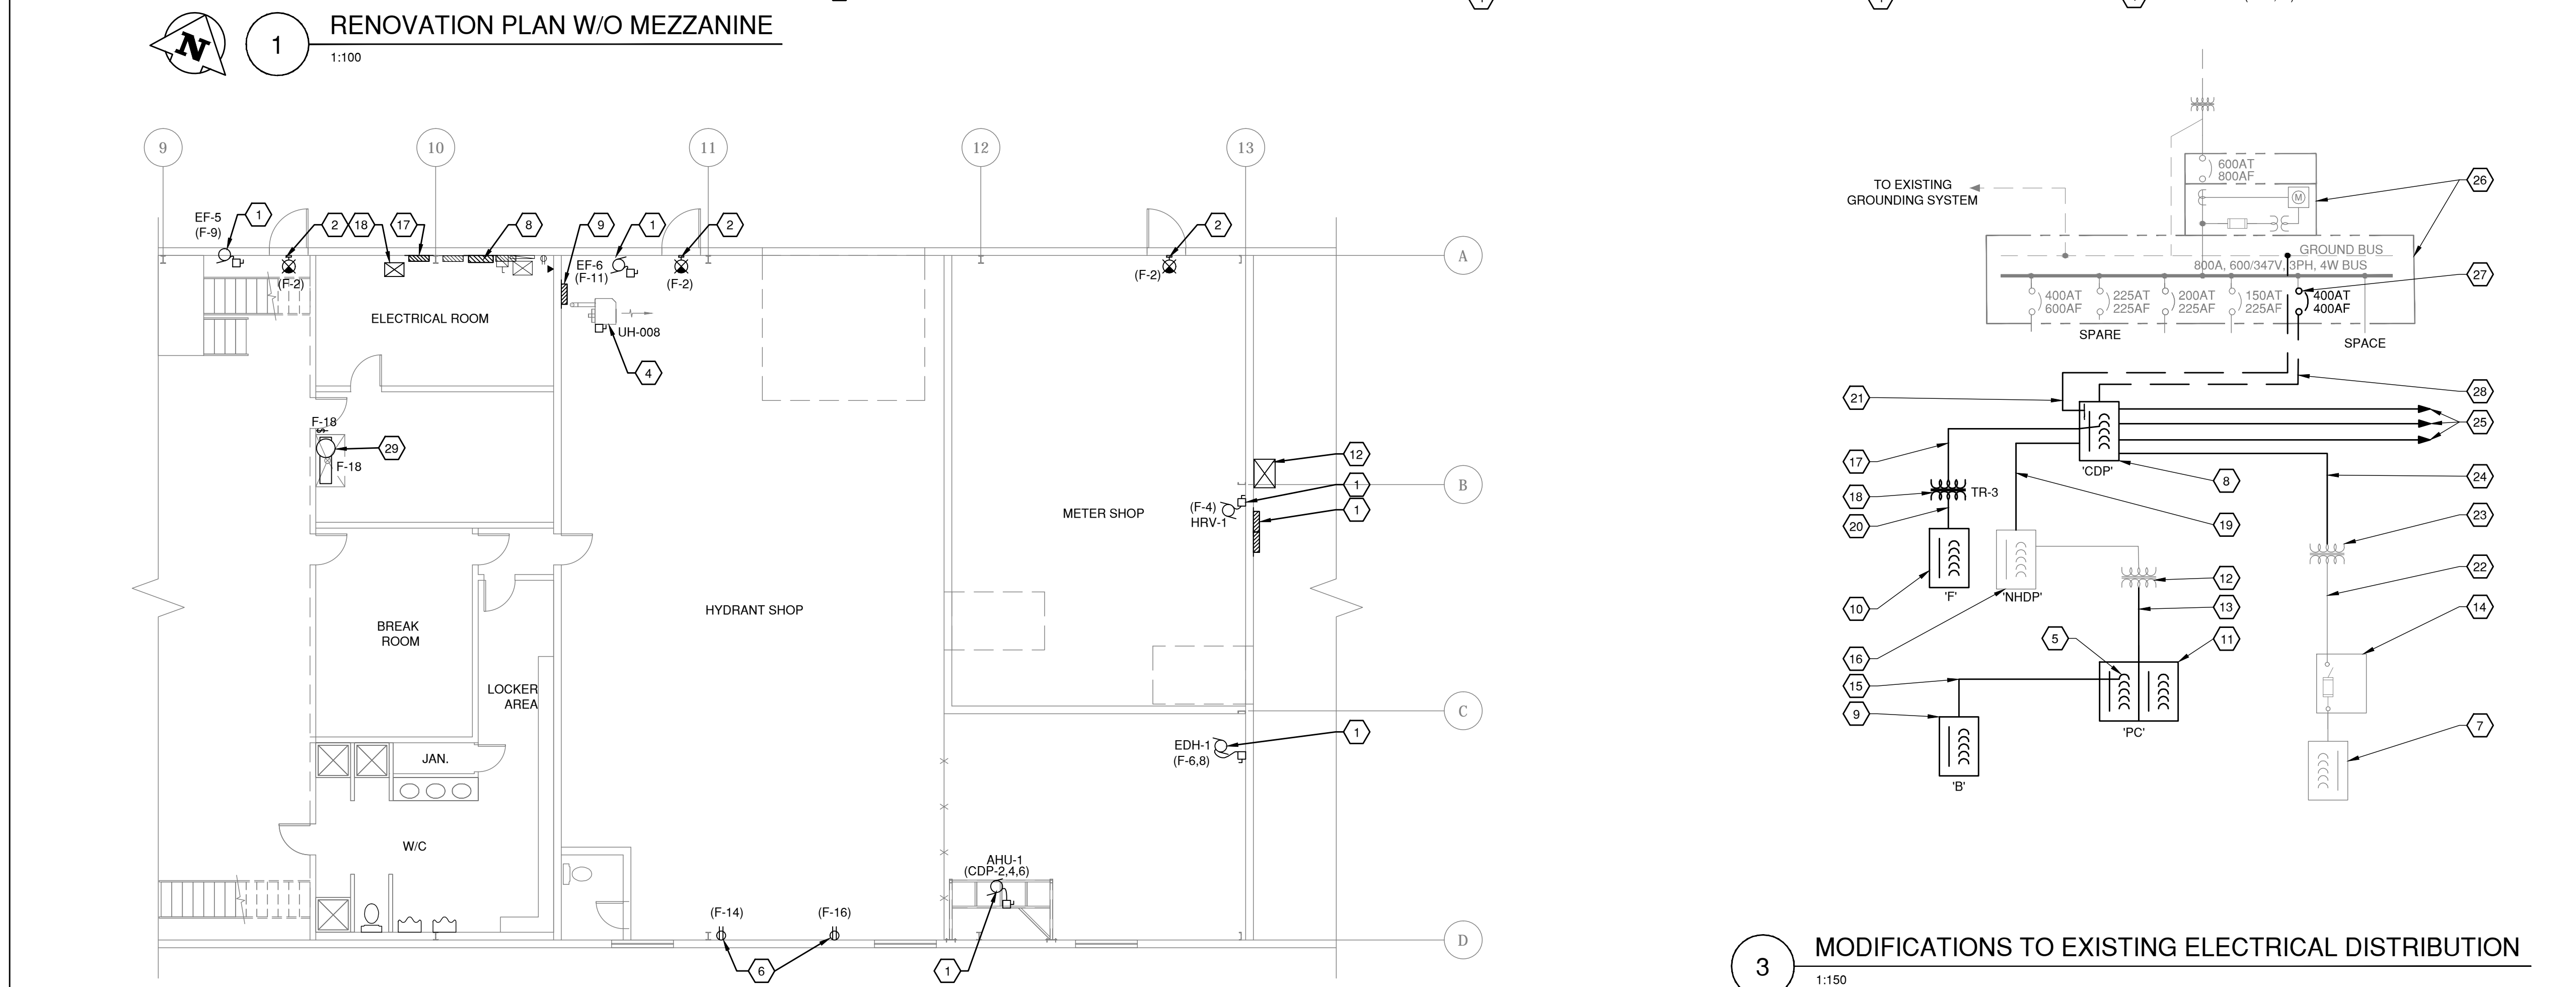 N
1
RENOVATION PLAN W/O MEZZANINE
1:100
9
10
11
12
13
EF-5
(F-9)
1
2
18
17
8
9
1
2
2
A
(F-2)
EF-6
(F-11)
(F-2)
(F-2)
ELECTRICAL ROOM
UH-008
4
F-18
29
F-18
12
1
B
METER SHOP
(F-4)
HRV-1
1
HYDRANT SHOP
BREAK
ROOM
LOCKER
AREA
C
EDH-1
(F-6,8)
1
JAN.
W/C
AHU-1
(CDP-2,4,6)
(F-14)
(F-16)
D
6
1
600AT
800AF
26
M
TO EXISTING
GROUNDING SYSTEM
GROUND BUS
800A, 600/347V, 3PH, 4W BUS
27
400AT
600AF
225AT
225AF
200AT
225AF
150AT
225AF
400AT
400AF
SPARE
SPACE
28
21
25
17
'CDP'
8
24
18
TR-3
20
19
23
12
22
10
'F'
'NHDP'
13
14
5
11
16
15
9
'PC'
7
'B'
3
MODIFICATIONS TO EXISTING ELECTRICAL DISTRIBUTION
1:150